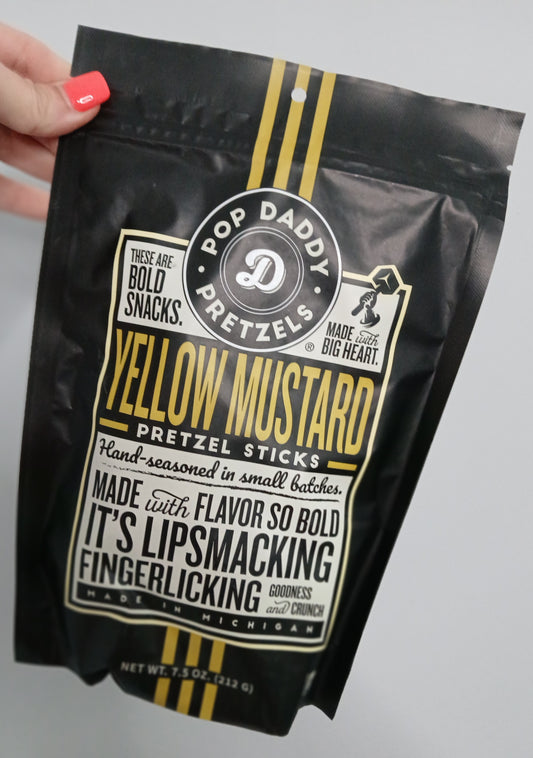 POP DADDY
D
PRETZELS
®
THESE ARE
BOLD
SNACKS.
MADE with
BIG HEART.
YELLOW MUSTARD
PRETZEL STICKS
Hand-seasoned in small batches.
MADE with FLAVOR SO BOLD
IT'S LIPSMACKING
FINGERLICKING
GOODNESS
and CRUNCH
MADE IN MICHIGAN
NET WT. 7.5 OZ. (212 G)